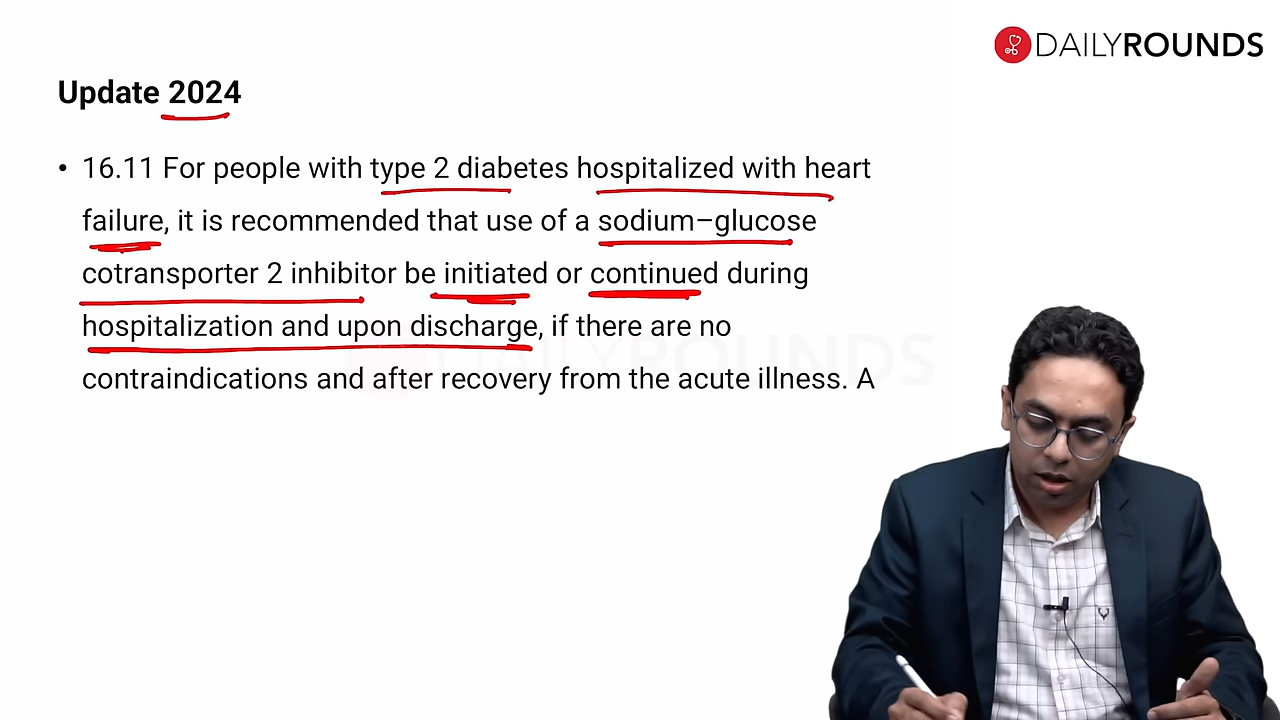 DAILYROUNDS
Update 2024
• 16.11 For people with type 2 diabetes hospitalized with heart
failure, it is recommended that use of a sodium–glucose
cotransporter 2 inhibitor be initiated or continued during
hospitalization and upon discharge, if there are no
contraindications and after recovery from the acute illness. A
DAILYROUNDS